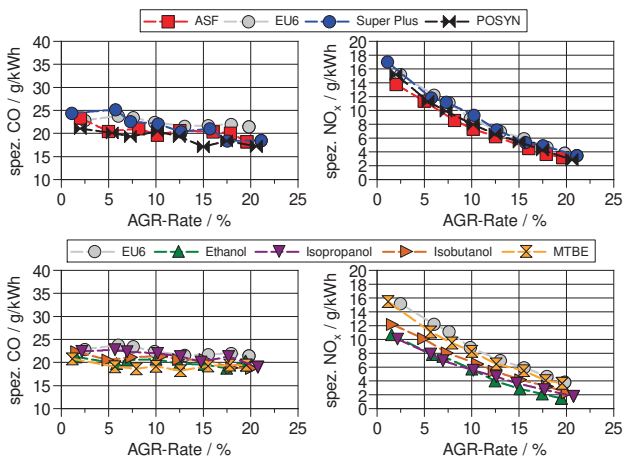 ASF EU6 Super Plus POSYN
spez. CO / g/kWh
40
35
30
25
20
15
10
0 5 10 15 20 25
AGR-Rate / %
spez. NOₓ / g/kWh
20
18
16
14
12
10
8
6
4
2
0
0 5 10 15 20 25
AGR-Rate / %
EU6 Ethanol Isopropanol Isobutanol MTBE
spez. CO / g/kWh
40
35
30
25
20
15
10
0 5 10 15 20 25
AGR-Rate / %
spez. NOₓ / g/kWh
20
18
16
14
12
10
8
6
4
2
0
0 5 10 15 20 25
AGR-Rate / %